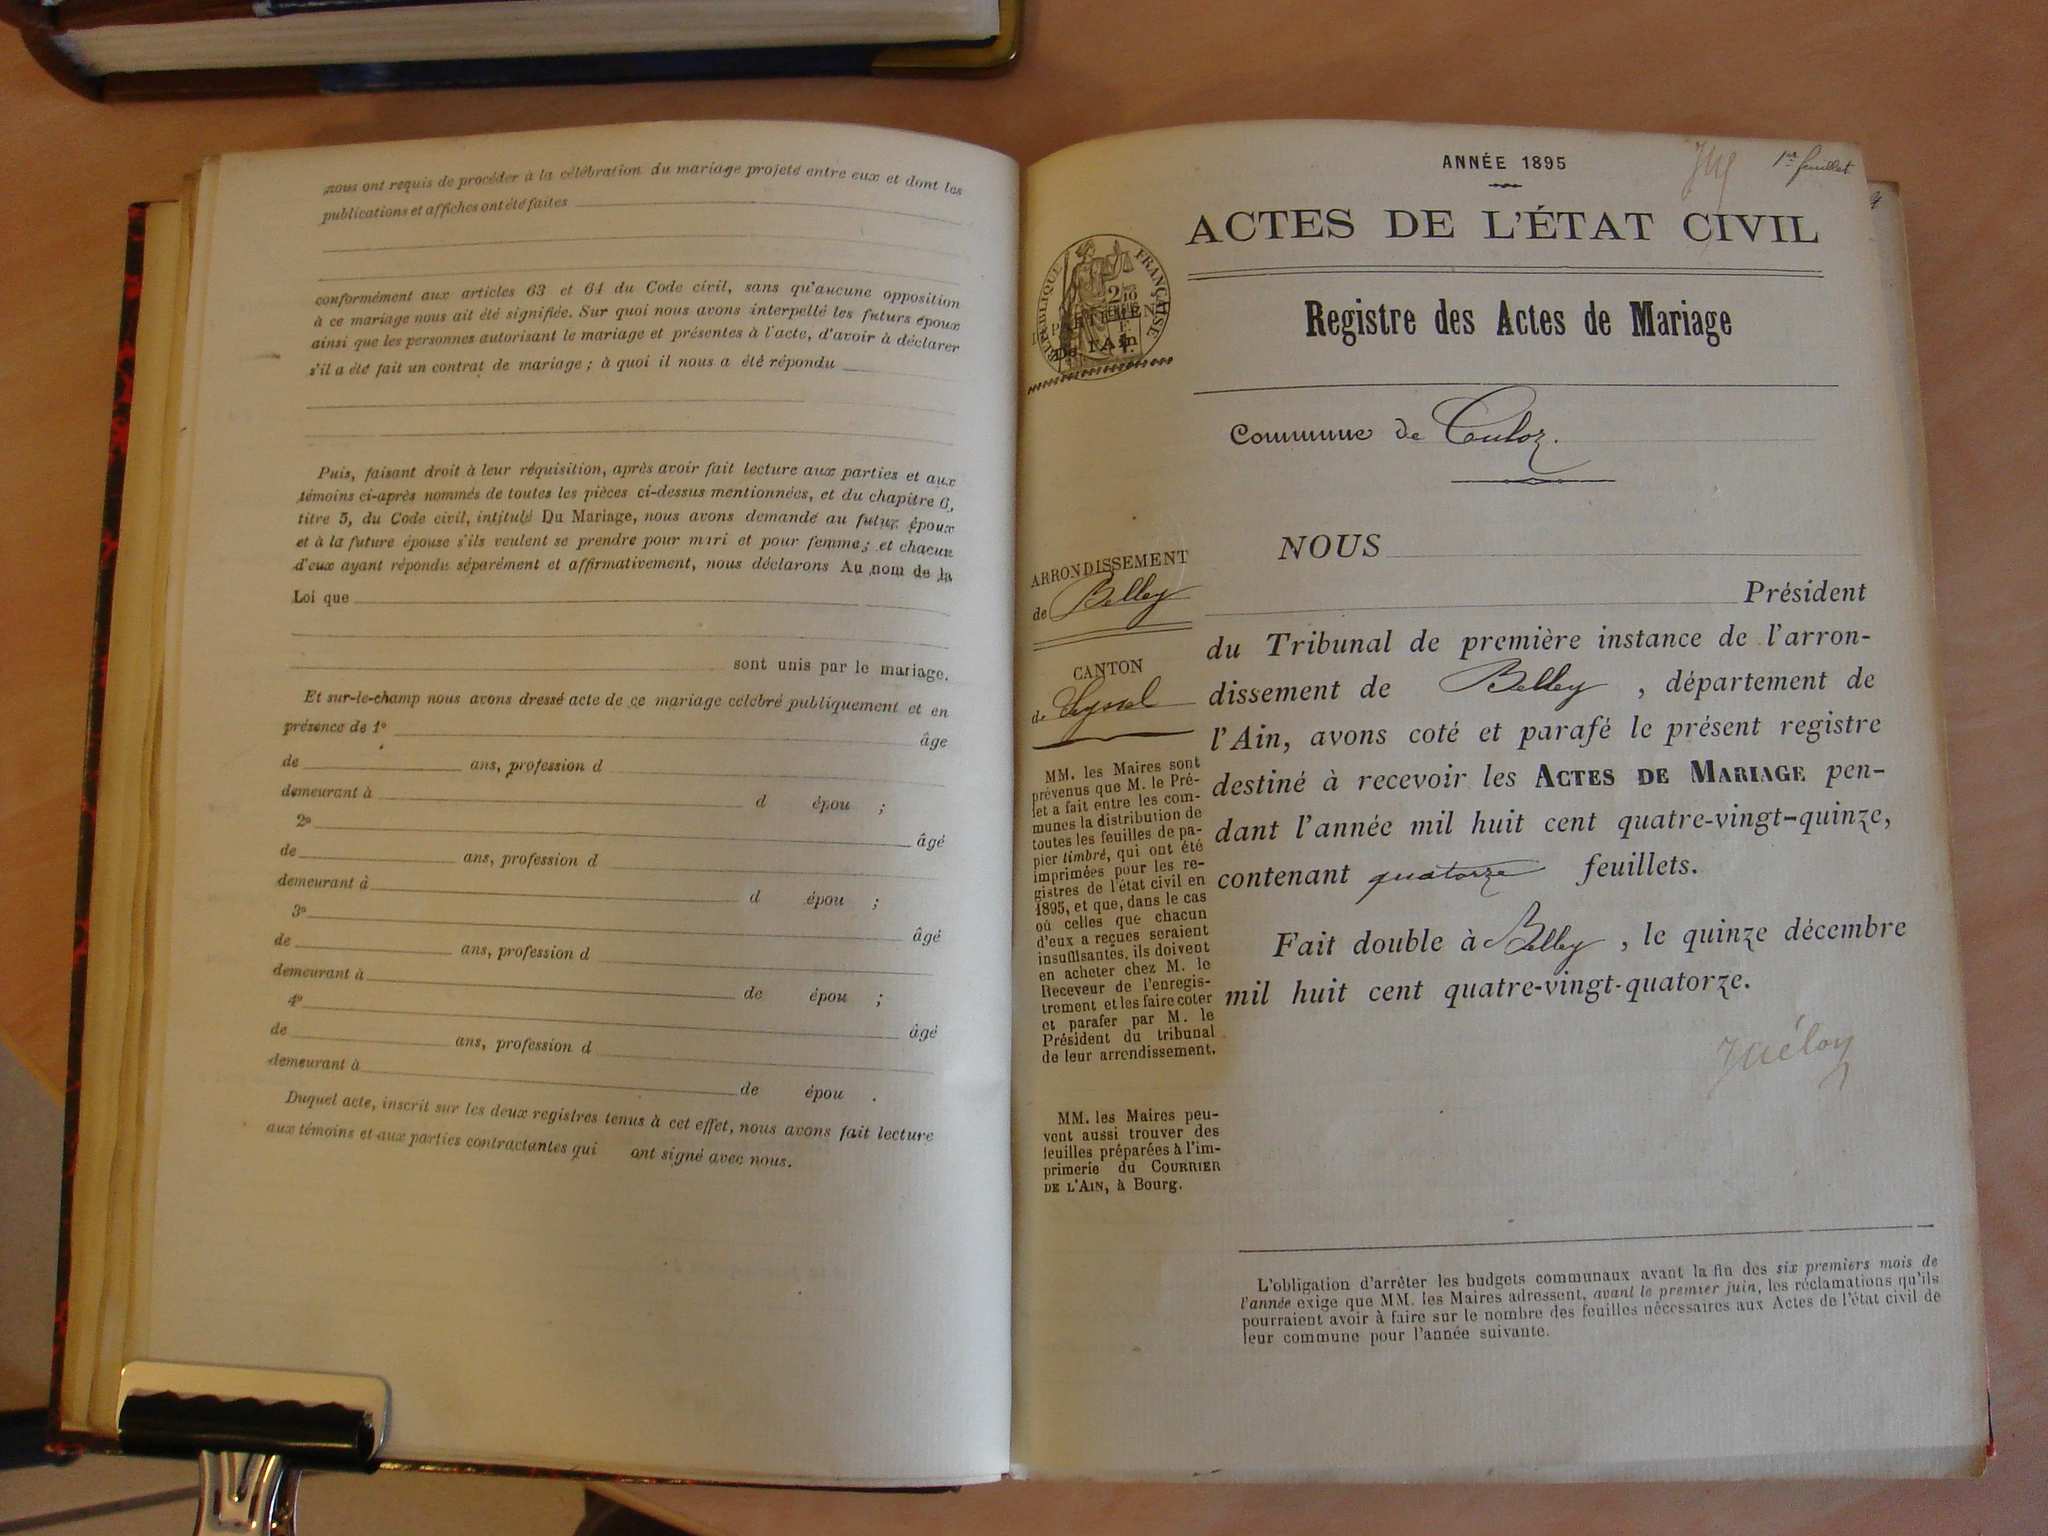 nous ont requis de procéder à la célébration du mariage projeté entre eux et dont les
publications et affiches ont été faites
conformément aux articles 63 et 64 du Code civil, sans qu'aucune opposition
à ce mariage nous ait été signifiée. Sur quoi nous avons interpellé les futurs époux
ainsi que les personnes autorisant le mariage et présentes à l'acte, d'avoir à déclarer
s'il a été fait un contrat de mariage ; à quoi il nous a été répondu
Puis, faisant droit à leur réquisition, après avoir fait lecture aux parties et aux
témoins ci-après nommés de toutes les pièces ci-dessus mentionnées, et du chapitre 6,
titre 5, du Code civil, intitulé Du Mariage, nous avons demandé au futur époux
et à la future épouse s'ils veulent se prendre pour mari et pour femme ; et chacun
d'eux ayant répondu séparément et affirmativement, nous déclarons Au nom de la
Loi que
sont unis par le mariage.
Et sur-le-champ nous avons dressé acte de ce mariage célébré publiquement et en
présence de 1º âge
de ans, profession d
demeurant à d épou ;
2º âgé
de ans, profession d
demeurant à d épou ;
3º âgé
de ans, profession d
demeurant à de épou ;
4º âgé
de ans, profession d
demeurant à de épou .
Duquel acte, inscrit sur les deux registres tenus à cet effet, nous avons fait lecture
aux témoins et aux parties contractantes qui ont signé avec nous.
ANNÉE 1895
1er feuillet
ACTES DE L'ÉTAT CIVIL
RÉPUBLIQUE FRANÇAISE
De l'Ain
Registre des Actes de Mariage
Commune de Culoz.
ARRONDISSEMENT
de Belley
CANTON
de Seyssel
MM. les Maires sont
prévenus que M. le Pré-
fet a fait entre les com-
munes la distribution de
toutes les feuilles de pa-
pier timbré, qui ont été
imprimées pour les re-
gistres de l'état civil en
1895, et que, dans le cas
où celles que chacun
d'eux a reçues seraient
insuffisantes, ils doivent
en acheter chez M. le
Receveur de l'enregis-
trement et les faire coter
et parafer par M. le
Président du tribunal
de leur arrondissement.
MM. les Maires peu-
vent aussi trouver des
feuilles préparées à l'im-
primerie du COURRIER
DE L'AIN, à Bourg.
NOUS
Président
du Tribunal de première instance de l'arron-
dissement de Belley , département de
l'Ain, avons coté et parafé le présent registre
destiné à recevoir les ACTES DE MARIAGE pen-
dant l'année mil huit cent quatre-vingt-quinze,
contenant quatorze feuillets.
Fait double à Belley , le quinze décembre
mil huit cent quatre-vingt-quatorze.
L'obligation d'arrêter les budgets communaux avant la fin des six premiers mois de
l'année exige que MM. les Maires adressent, avant le premier juin, les réclamations qu'ils
pourraient avoir à faire sur le nombre des feuilles nécessaires aux Actes de l'état civil de
leur commune pour l'année suivante.